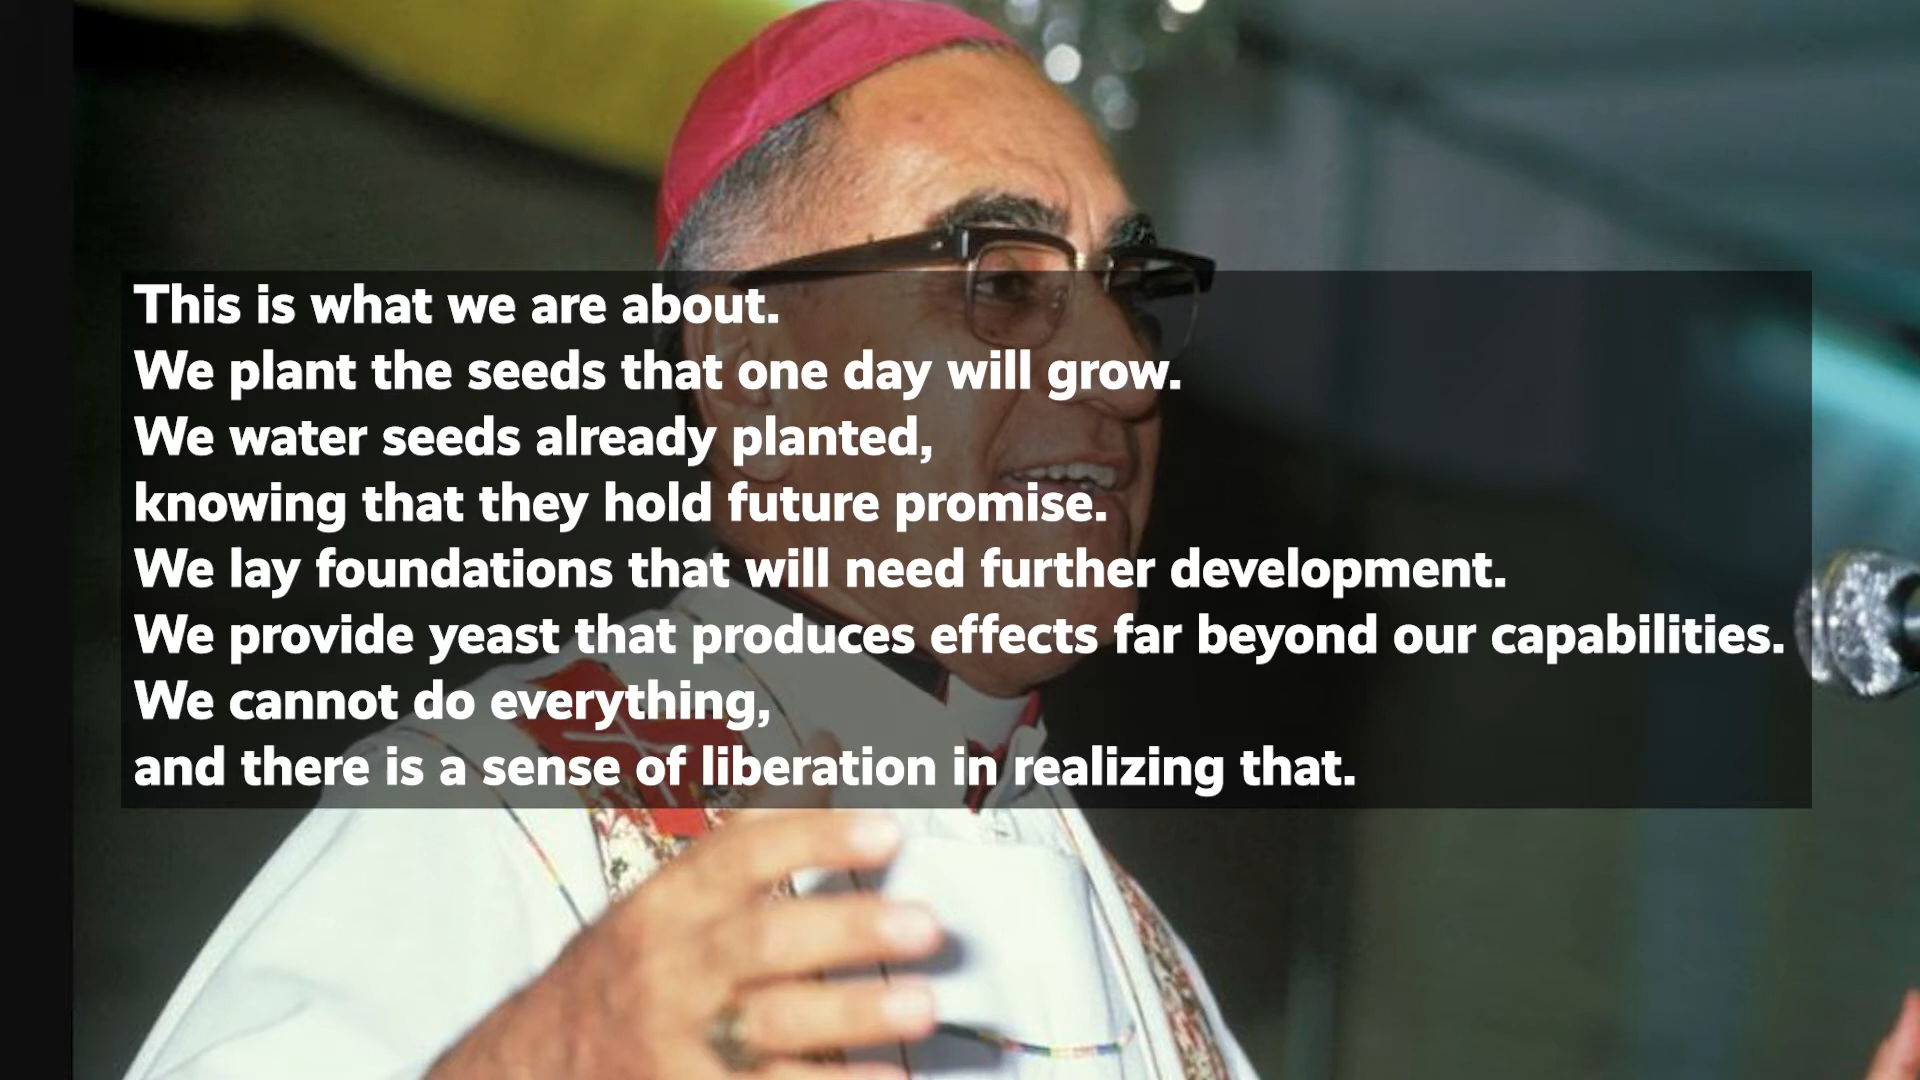 This is what we are about.
We plant the seeds that one day will grow.
We water seeds already planted,
knowing that they hold future promise.
We lay foundations that will need further development.
We provide yeast that produces effects far beyond our capabilities.
We cannot do everything,
and there is a sense of liberation in realizing that.